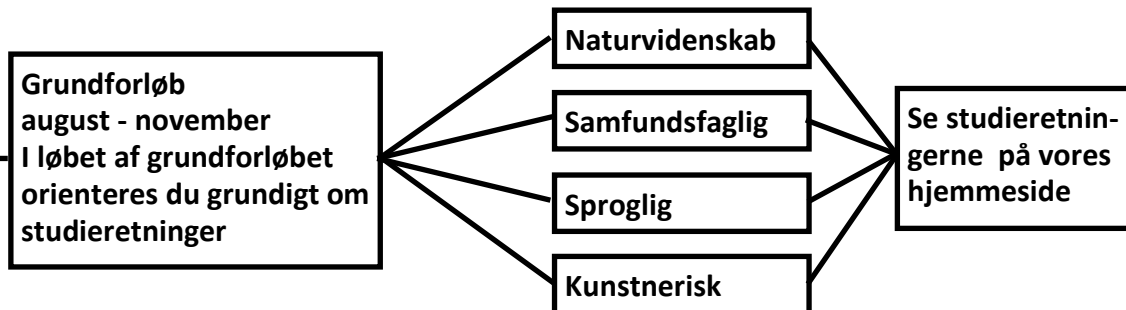 Grundforløb
august - november
I løbet af grundforløbet
orienteres du grundigt om
studieretninger
Naturvidenskab
Samfundsfaglig
Sproglig
Kunstnerisk
Se studieretnin-
gerne på vores
hjemmeside